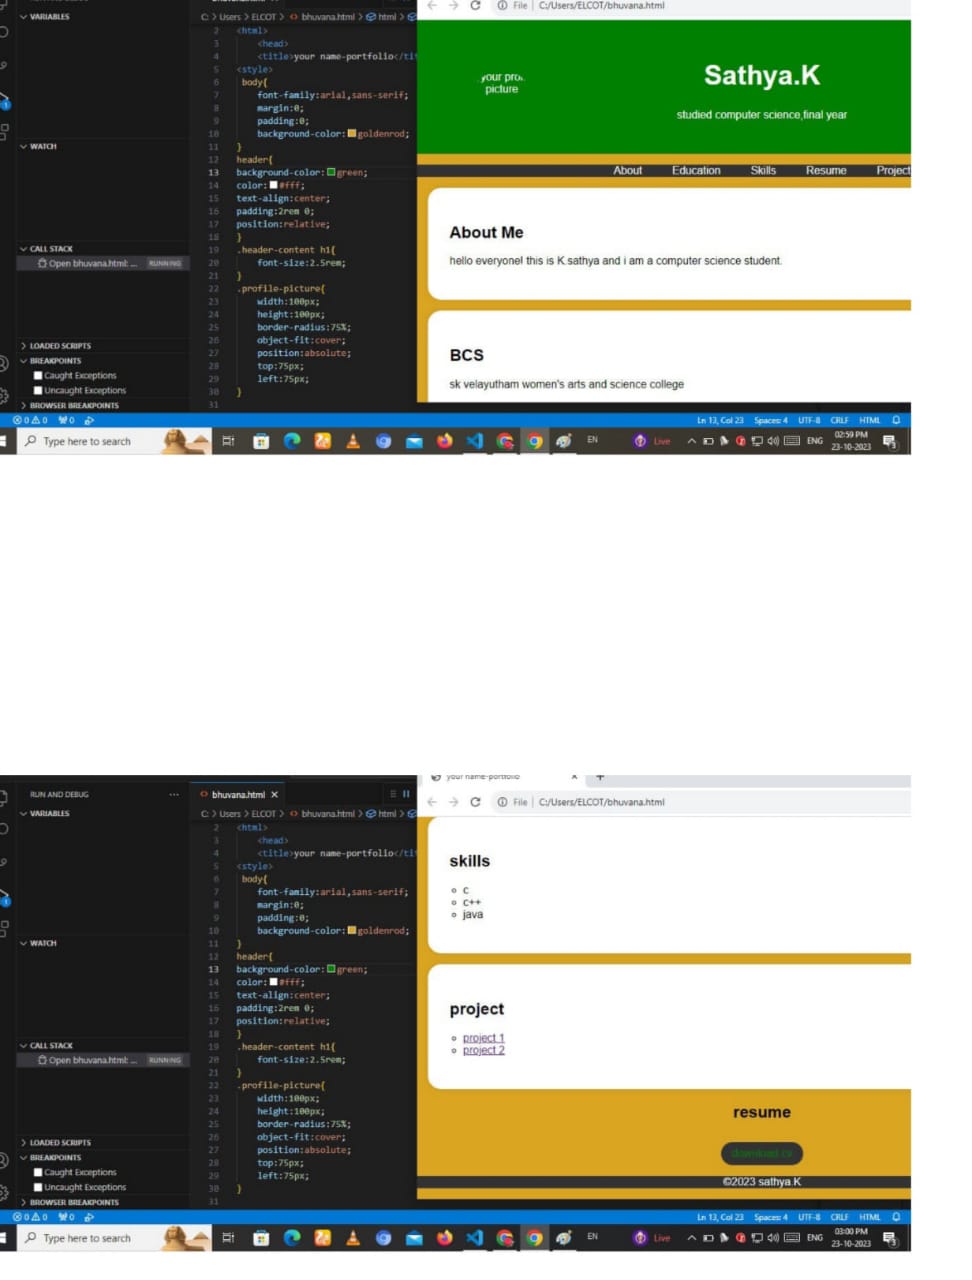 VARIABLES
WATCH
CALL STACK
Open bhuvana.html: ... RUNNING
LOADED SCRIPTS
BREAKPOINTS
Caught Exceptions
Uncaught Exceptions
BROWSER BREAKPOINTS
C: > Users > ELCOT > bhuvana.html > html >
2 <html>
3 <head>
4 <title>your name-portfolio</tit
5 <style>
6 body{
7 font-family:arial,sans-serif;
8 margin:0;
9 padding:0;
10 background-color:goldenrod;
11 }
12 header{
13 background-color:green;
14 color:#fff;
15 text-align:center;
16 padding:2rem 0;
17 position:relative;
18 }
19 .header-content h1{
20 font-size:2.5rem;
21 }
22 .profile-picture{
23 width:100px;
24 height:100px;
25 border-radius:75%;
26 object-fit:cover;
27 position:absolute;
28 top:75px;
29 left:75px;
30 }
31
File C:/Users/ELCOT/bhuvana.html
your pro
picture
Sathya.K
studied computer science,final year
About Education Skills Resume Project
About Me
hello everyone! this is K.sathya and i am a computer science student.
BCS
sk velayutham women's arts and science college
0 0 0 Ln 13, Col 23 Spaces: 4 UTF-8 CRLF HTML
Type here to search EN Live ENG 02:59 PM
23-10-2023 3
RUN AND DEBUG ...
VARIABLES
WATCH
CALL STACK
Open bhuvana.html: ... RUNNING
LOADED SCRIPTS
BREAKPOINTS
Caught Exceptions
Uncaught Exceptions
BROWSER BREAKPOINTS
bhuvana.html X
C: > Users > ELCOT > bhuvana.html > html >
2 <html>
3 <head>
4 <title>your name-portfolio</tit
5 <style>
6 body{
7 font-family:arial,sans-serif;
8 margin:0;
9 padding:0;
10 background-color:goldenrod;
11 }
12 header{
13 background-color:green;
14 color:#fff;
15 text-align:center;
16 padding:2rem 0;
17 position:relative;
18 }
19 .header-content h1{
20 font-size:2.5rem;
21 }
22 .profile-picture{
23 width:100px;
24 height:100px;
25 border-radius:75%;
26 object-fit:cover;
27 position:absolute;
28 top:75px;
29 left:75px;
30 }
31
your name-portfolio
File C:/Users/ELCOT/bhuvana.html
skills
c
c++
java
project
project 1
project 2
resume
download cv
©2023 sathya.K
0 0 0 Ln 13, Col 23 Spaces: 4 UTF-8 CRLF HTML
Type here to search EN Live ENG 03:00 PM
23-10-2023 3